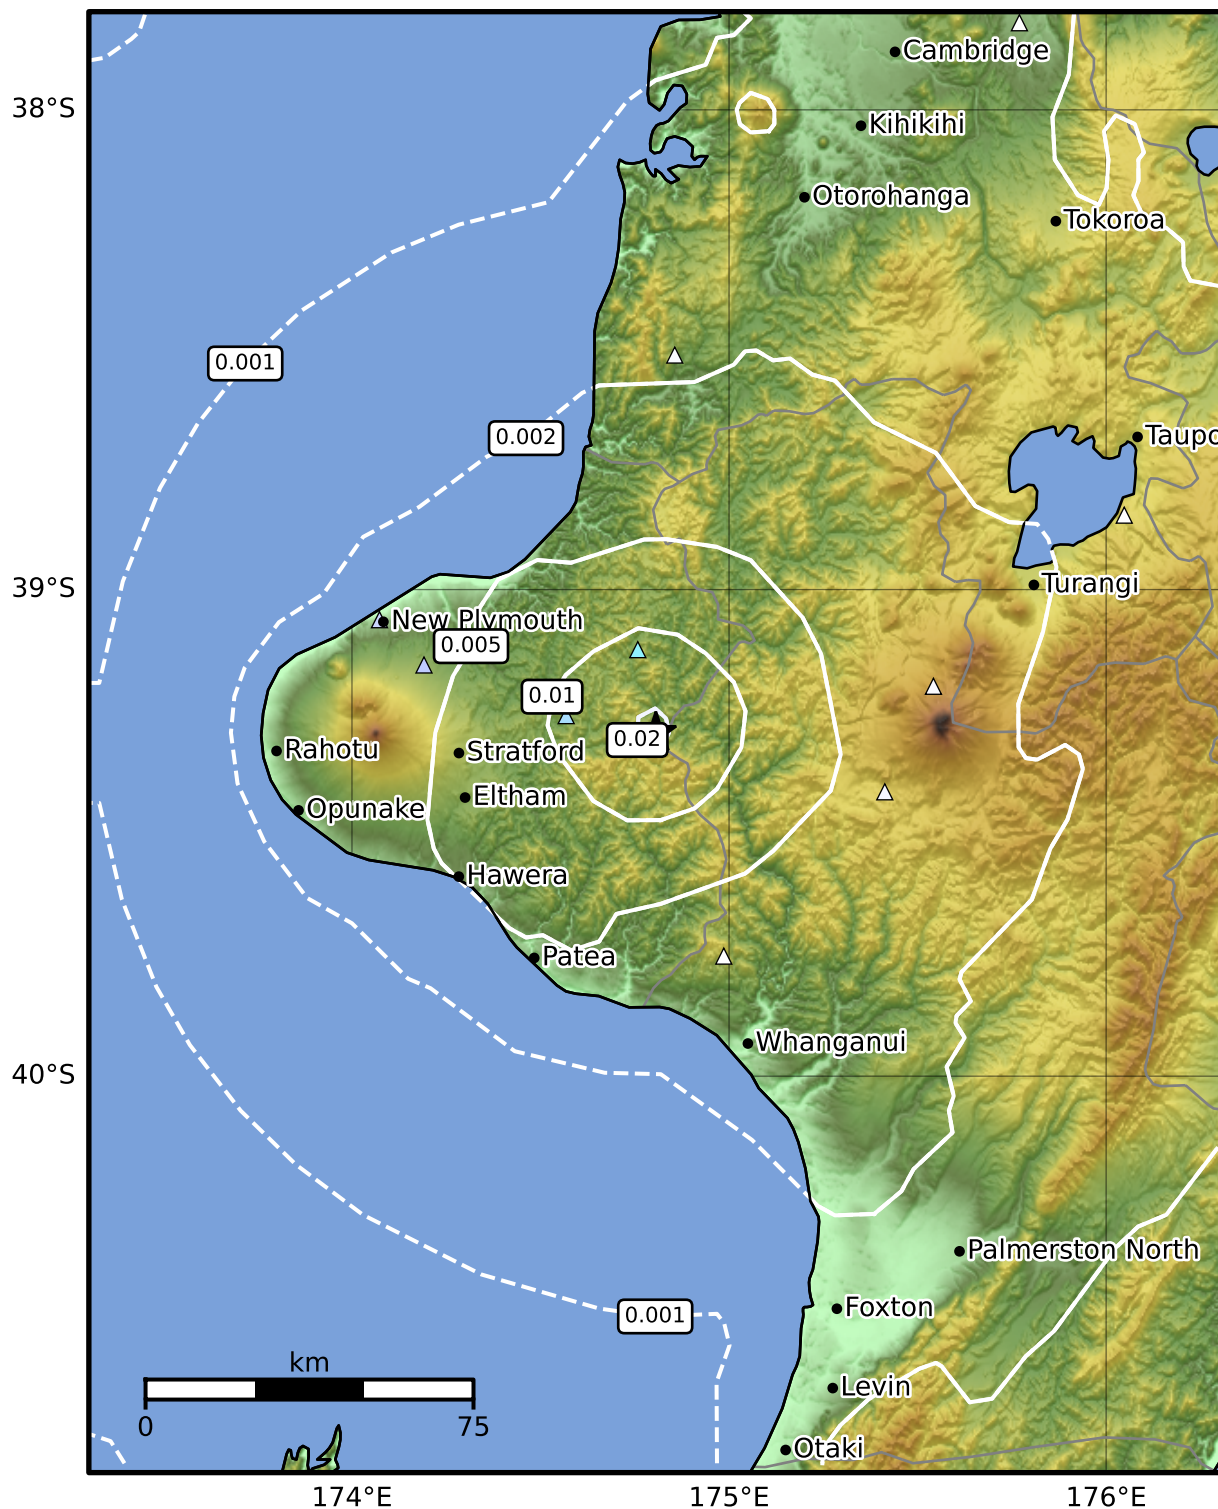 Cambridge
38°S
Kihikihi
Otorohanga
Tokoroa
0.001
0.002
Taupo
39°S
Turangi
New Plymouth
0.005
0.01
0.02
Rahotu
Stratford
Eltham
Opunake
Hawera
Patea
Whanganui
40°S
Palmerston North
Foxton
0.001
km
Levin
0
75
Otaki
174°E
175°E
176°E